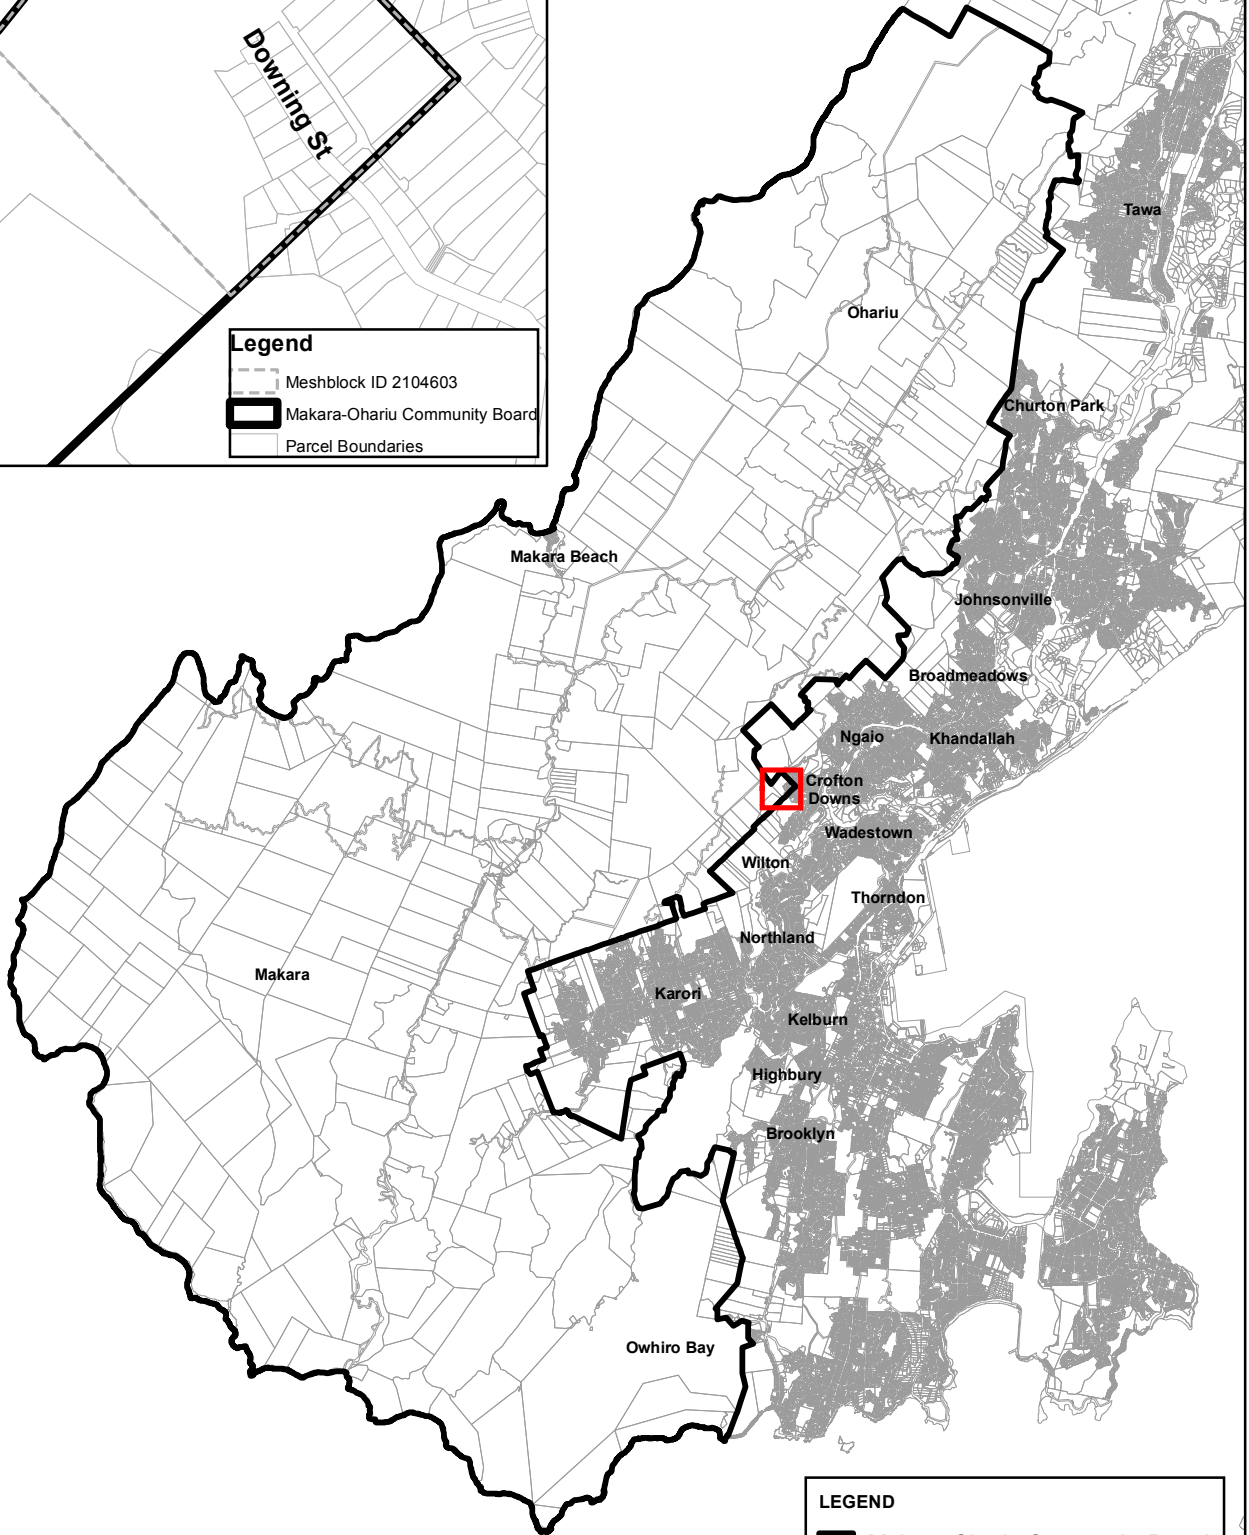 Downing St
Legend
Meshblock ID 2104603
Makara-Ohariu Community Board
Parcel Boundaries
Tawa
Ohariu
Churton Park
Makara Beach
Johnsonville
Broadmeadows
Ngaio
Khandallah
Crofton
Downs
Wadestown
Wilton
Thorndon
Northland
Makara
Karori
Kelburn
Highbury
Brooklyn
Owhiro Bay
LEGEND